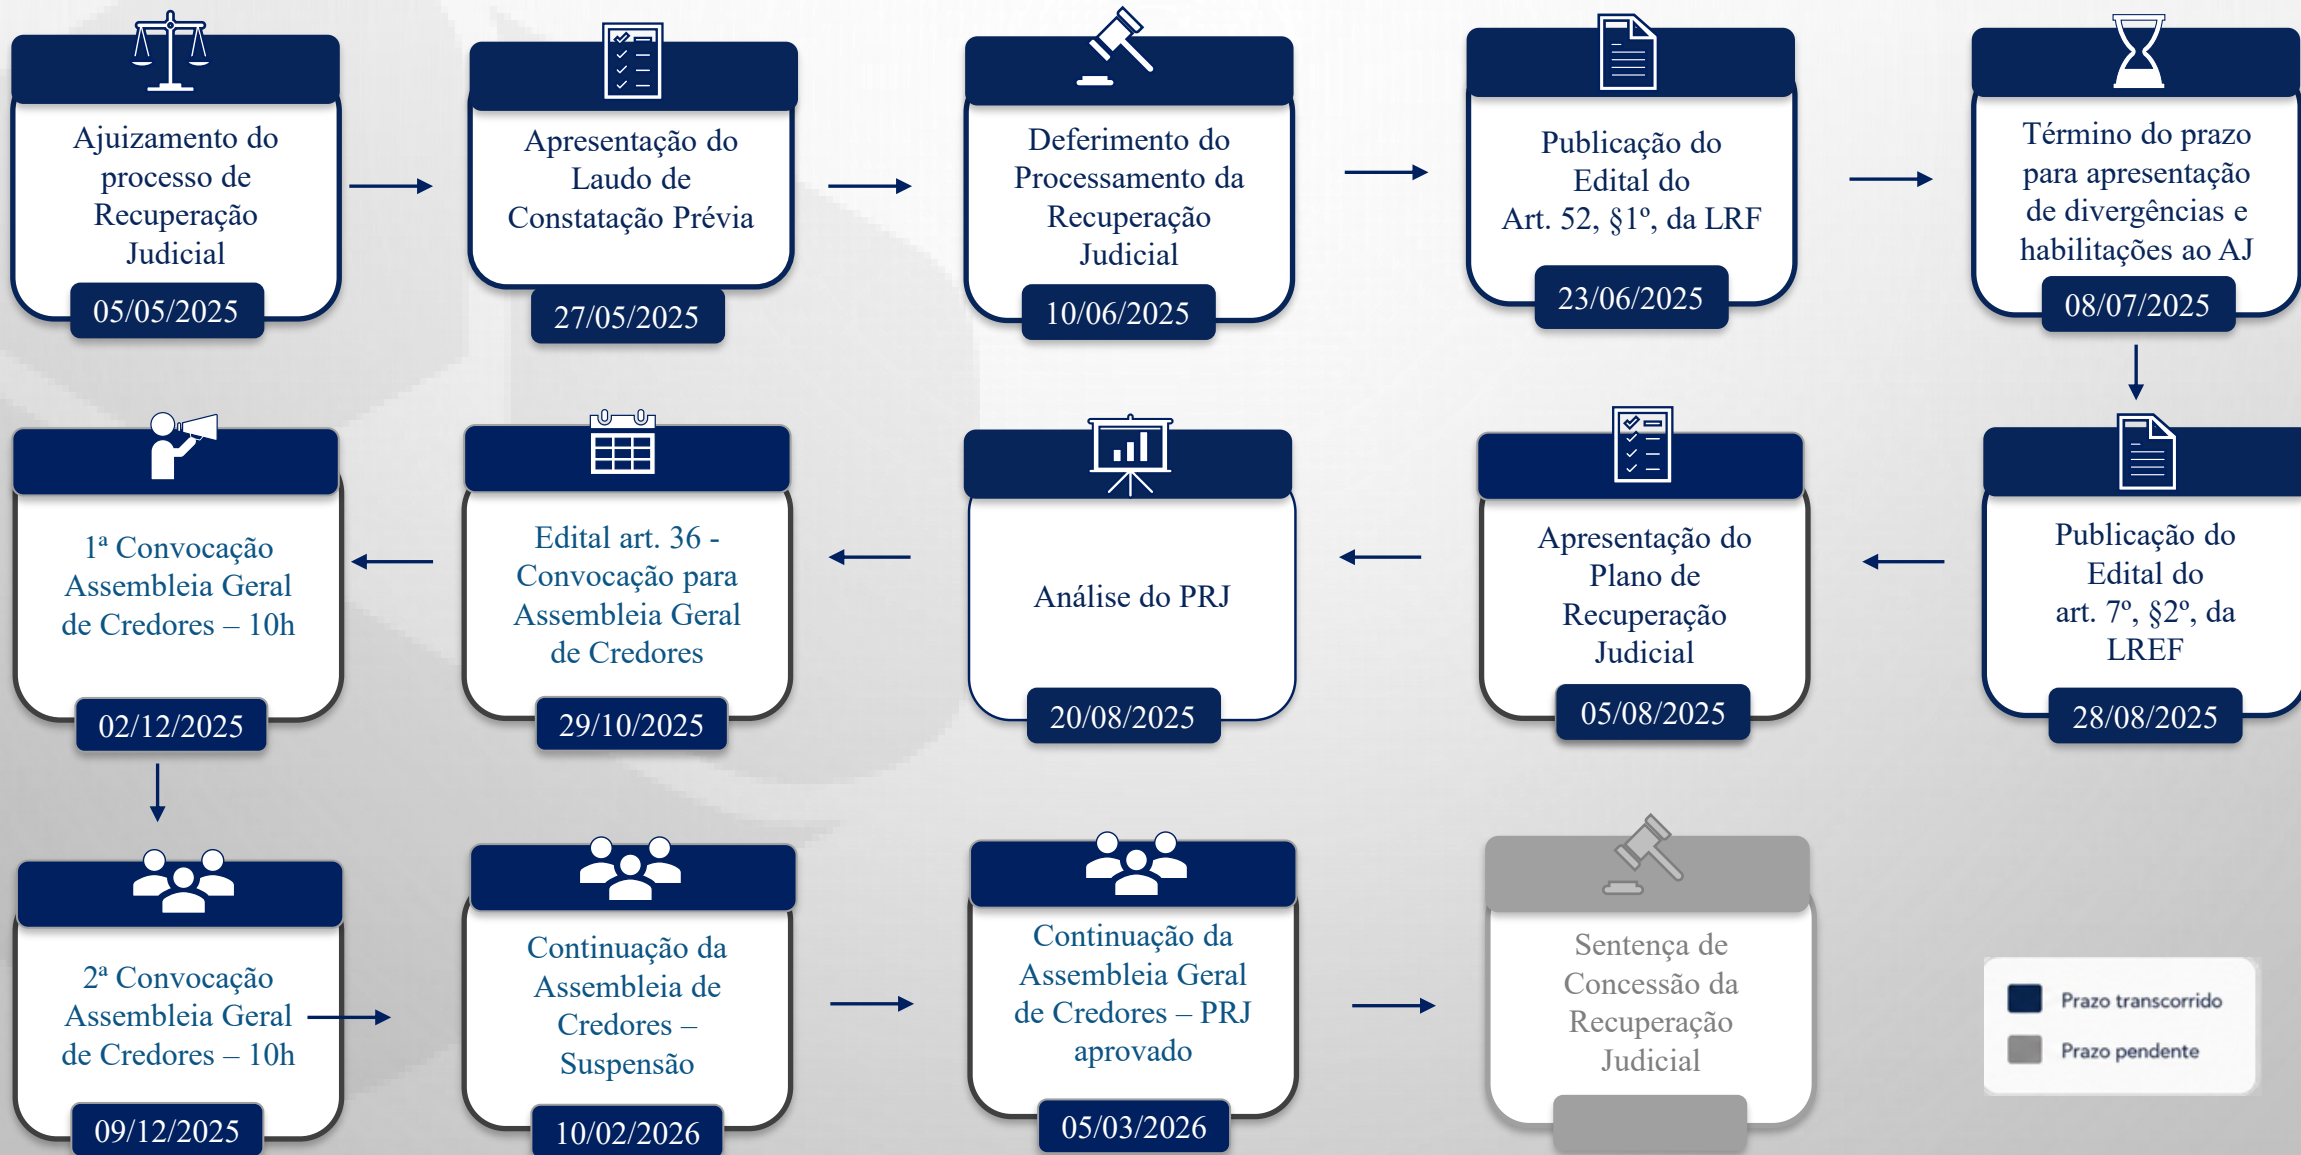 Ajuizamento do
processo de
Recuperação
Judicial
05/05/2025
Apresentação do
Laudo de
Constatação Prévia
27/05/2025
Deferimento do
Processamento da
Recuperação
Judicial
10/06/2025
Publicação do
Edital do
Art. 52, §1º, da LRF
23/06/2025
Término do prazo
para apresentação
de divergências e
habilitações ao AJ
08/07/2025
Publicação do
Edital do
art. 7º, §2º, da
LREF
28/08/2025
Apresentação do
Plano de
Recuperação
Judicial
05/08/2025
Análise do PRJ
20/08/2025
Edital art. 36 -
Convocação para
Assembleia Geral
de Credores
29/10/2025
1ª Convocação
Assembleia Geral
de Credores – 10h
02/12/2025
2ª Convocação
Assembleia Geral
de Credores – 10h
09/12/2025
Continuação da
Assembleia de
Credores –
Suspensão
10/02/2026
Continuação da
Assembleia Geral
de Credores – PRJ
aprovado
05/03/2026
Sentença de
Concessão da
Recuperação
Judicial
Prazo transcorrido
Prazo pendente